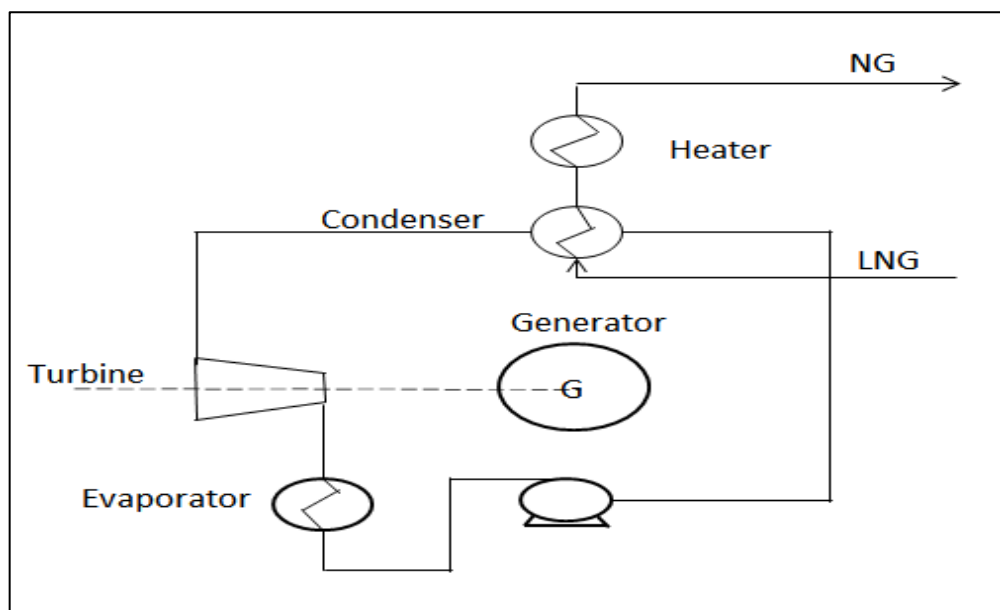 NG
Heater
Condenser
LNG
Generator
Turbine
G
Evaporator